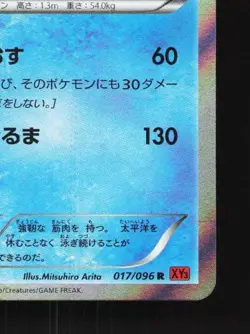 ン 高さ：1.3m 重さ：54.0kg
おす 60
び、そのポケモンにも30ダメー
をしない。]
るま 130
強靭な 筋肉を 持つ。 太平洋を
休むことなく 泳ぎ続けることが
できるのだ。
Illus.Mitsuhiro Arita 017/096 R XY3
/Creatures/GAME FREAK.